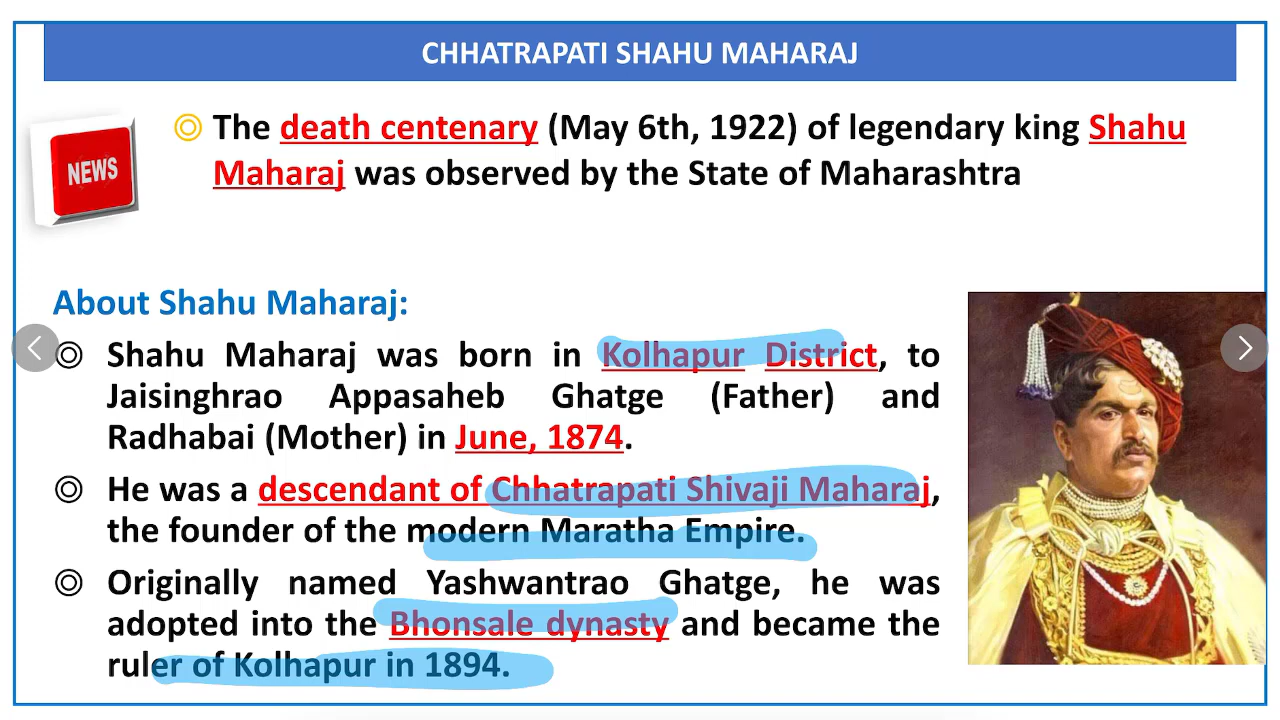 CHHATRAPATI SHAHU MAHARAJ
NEWS
◎ The death centenary (May 6th, 1922) of legendary king Shahu
Maharaj was observed by the State of Maharashtra
About Shahu Maharaj:
◎ Shahu Maharaj was born in Kolhapur District, to
Jaisinghrao Appasaheb Ghatge (Father) and
Radhabai (Mother) in June, 1874.
◎ He was a descendant of Chhatrapati Shivaji Maharaj,
the founder of the modern Maratha Empire.
◎ Originally named Yashwantrao Ghatge, he was
adopted into the Bhonsale dynasty and became the
ruler of Kolhapur in 1894.